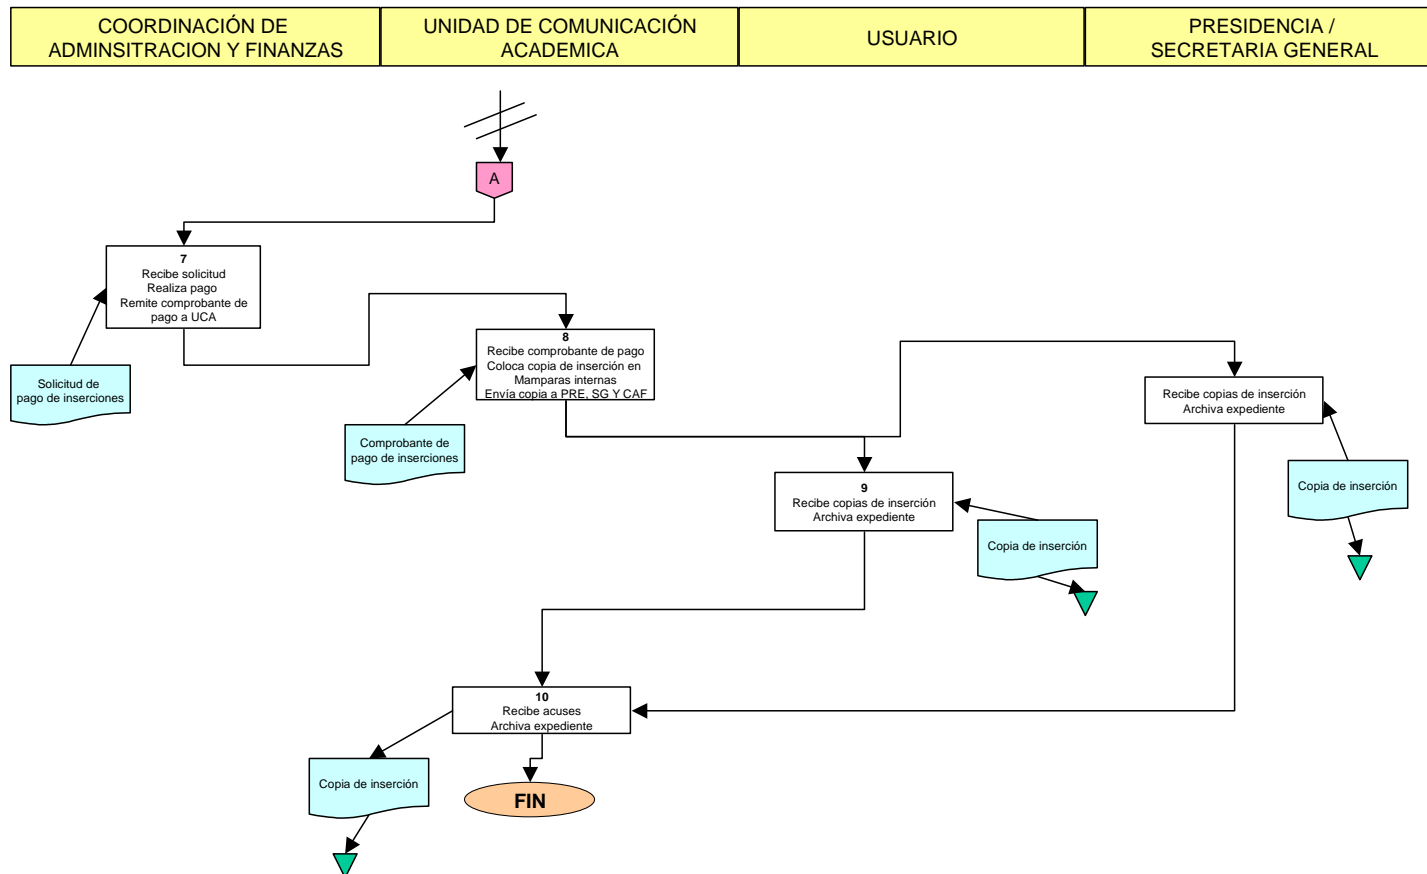 COORDINACIÓN DE
ADMINSITRACION Y FINANZAS
UNIDAD DE COMUNICACIÓN
ACADEMICA
USUARIO
PRESIDENCIA /
SECRETARIA GENERAL
A
7
Recibe solicitud
Realiza pago
Remite comprobante de
pago a UCA
Solicitud de
pago de inserciones
8
Recibe comprobante de pago
Coloca copia de inserción en
Mamparas internas
Envía copia a PRE, SG Y CAF
Comprobante de
pago de inserciones
Recibe copias de inserción
Archiva expediente
Copia de inserción
9
Recibe copias de inserción
Archiva expediente
Copia de inserción
10
Recibe acuses
Archiva expediente
Copia de inserción
FIN